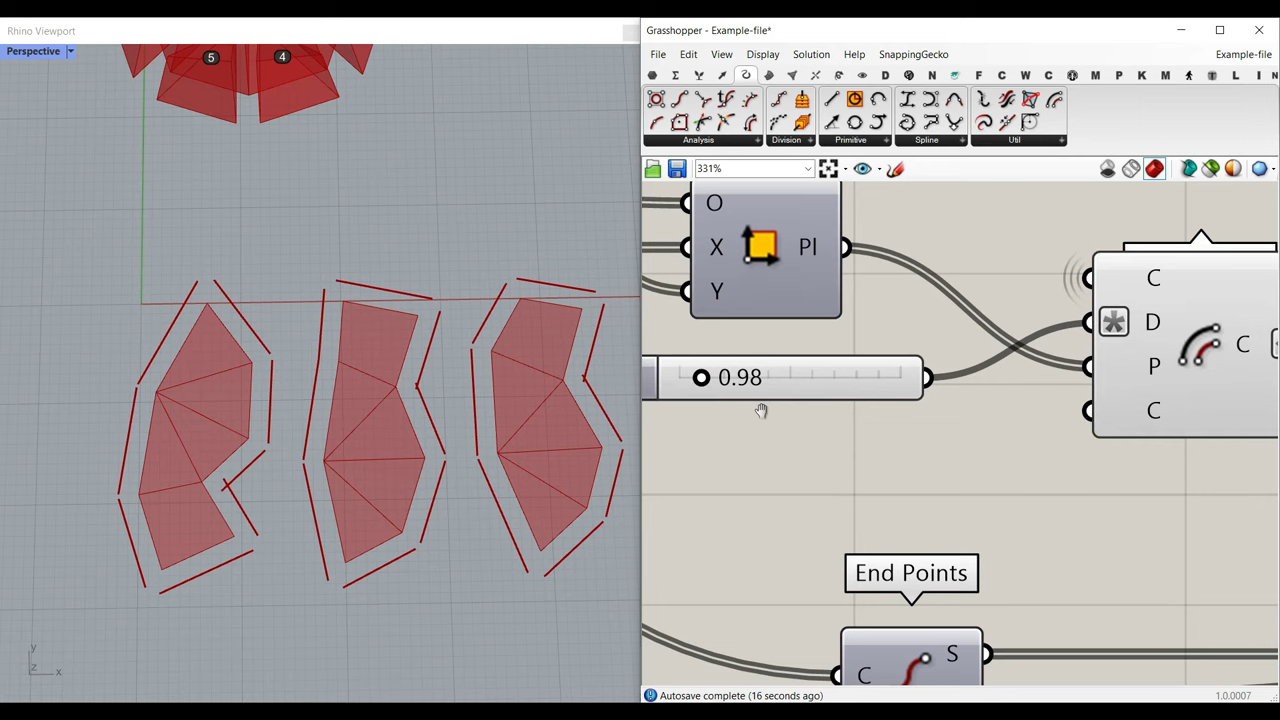 Rhino Viewport
Perspective
5
4
z
y
x
Grasshopper - Example-file*
File Edit View Display Solution Help SnappingGecko Example-file
D N F C W C M P K M T L I
Analysis Division Primitive Spline Util
331%
O
X PI
Y
0.98
C
D
P
C
C
End Points
C S
Autosave complete (16 seconds ago) 1.0.0007